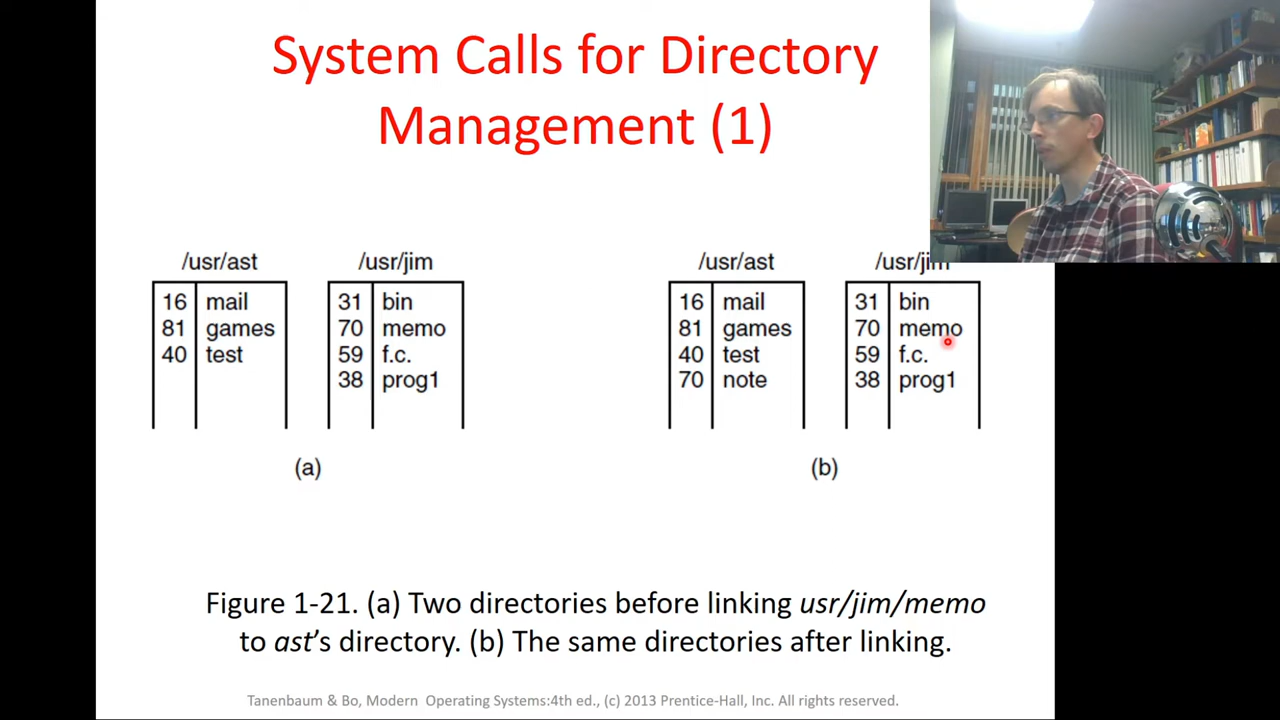 System Calls for Directory
Management (1)
/usr/ast /usr/jim /usr/ast /usr/jim
16 mail 31 bin 16 mail 31 bin
81 games 70 memo 81 games 70 memo
40 test 59 f.c. 40 test 59 f.c.
38 prog1 70 note 38 prog1
(a) (b)
Figure 1-21. (a) Two directories before linking usr/jim/memo
to ast's directory. (b) The same directories after linking.
Tanenbaum & Bo, Modern Operating Systems:4th ed., (c) 2013 Prentice-Hall, Inc. All rights reserved.